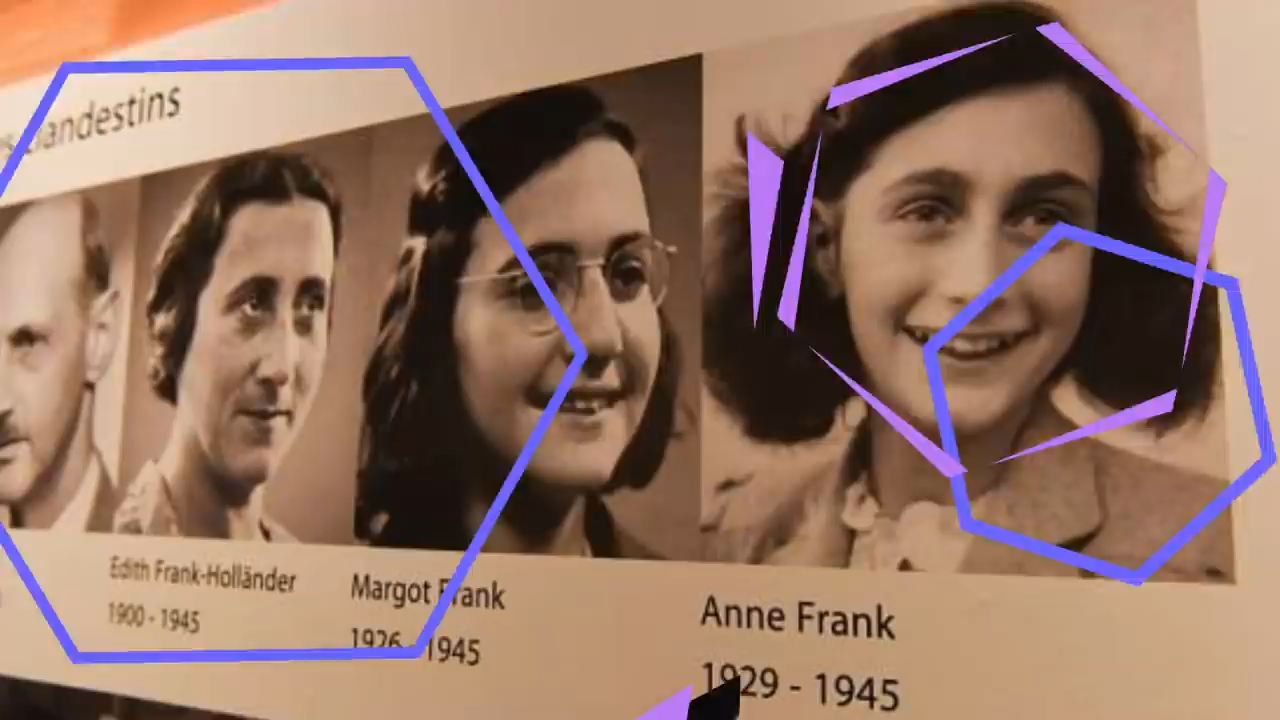 clandestins
Edith Frank-Holländer
1900 - 1945
Margot Frank
1926 - 1945
Anne Frank
1929 - 1945